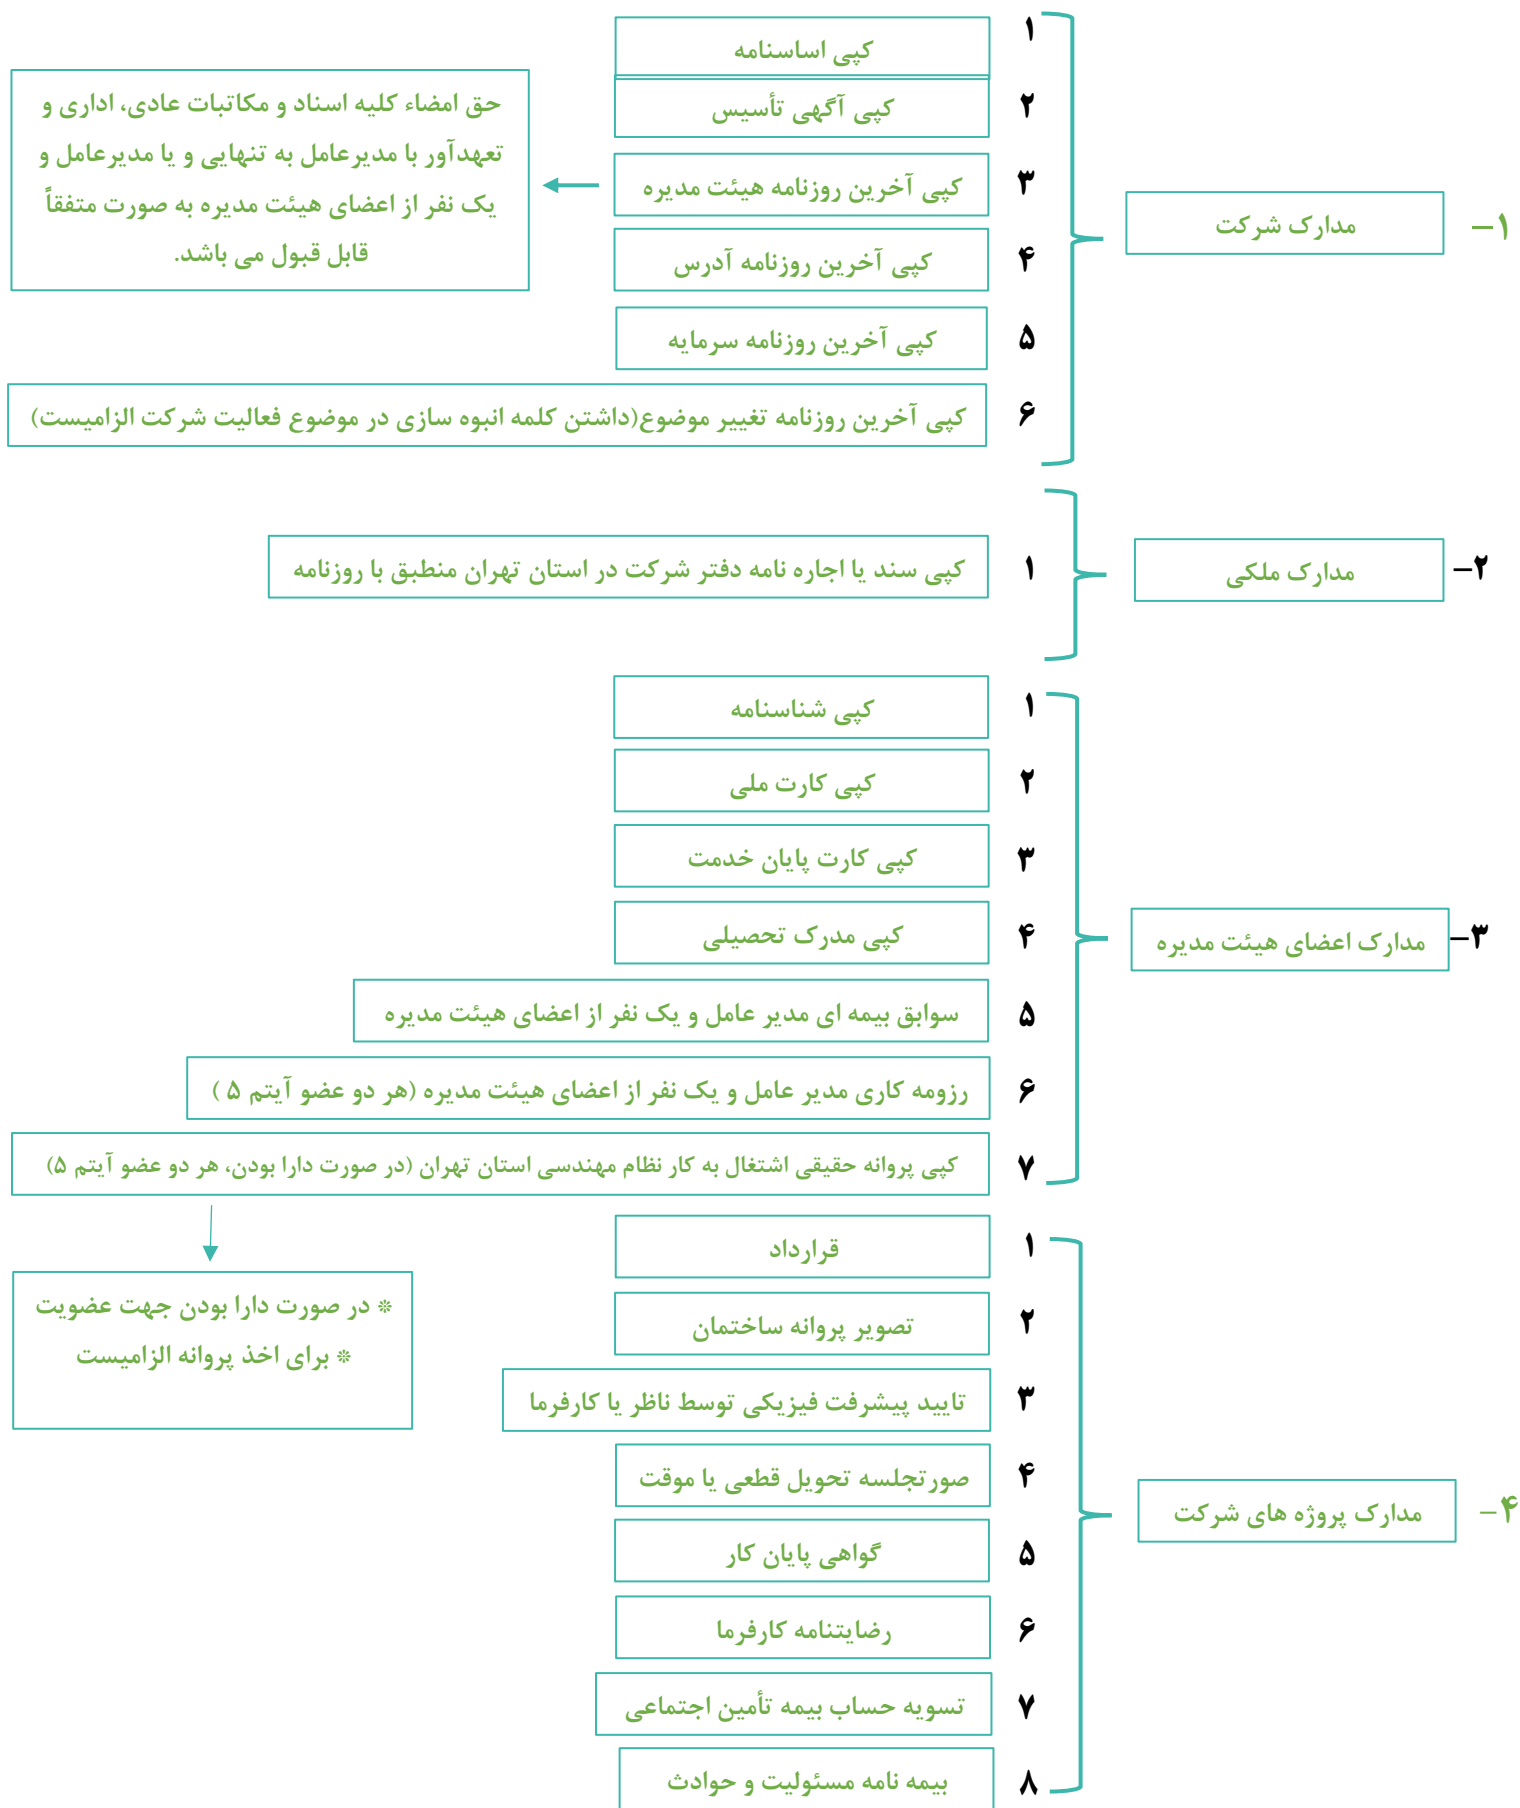 ۱-
مدارک شرکت
۱
کپی اساسنامه
۲
کپی آگهی تأسیس
۳
کپی آخرین روزنامه هیئت مدیره
حق امضاء کلیه اسناد و مکاتبات عادی، اداری و
تعهدآور با مدیرعامل به تنهایی و یا مدیرعامل و
یک نفر از اعضای هیئت مدیره به صورت متفقاً
قابل قبول می باشد.
۴
کپی آخرین روزنامه آدرس
۵
کپی آخرین روزنامه سرمایه
۶
کپی آخرین روزنامه تغییر موضوع(داشتن کلمه انبوه سازی در موضوع فعالیت شرکت الزامیست)
۲-
مدارک ملکی
۱
کپی سند یا اجاره نامه دفتر شرکت در استان تهران منطبق با روزنامه
۳-
مدارک اعضای هیئت مدیره
۱
کپی شناسنامه
۲
کپی کارت ملی
۳
کپی کارت پایان خدمت
۴
کپی مدرک تحصیلی
۵
سوابق بیمه ای مدیر عامل و یک نفر از اعضای هیئت مدیره
۶
رزومه کاری مدیر عامل و یک نفر از اعضای هیئت مدیره (هر دو عضو آیتم ۵ )
۷
کپی پروانه حقیقی اشتغال به کار نظام مهندسی استان تهران (در صورت دارا بودن، هر دو عضو آیتم ۵)
* در صورت دارا بودن جهت عضویت
* برای اخذ پروانه الزامیست
۴-
مدارک پروژه های شرکت
۱
قرارداد
۲
تصویر پروانه ساختمان
۳
تایید پیشرفت فیزیکی توسط ناظر یا کارفرما
۴
صورتجلسه تحویل قطعی یا موقت
۵
گواهی پایان کار
۶
رضایتنامه کارفرما
۷
تسویه حساب بیمه تأمین اجتماعی
۸
بیمه نامه مسئولیت و حوادث